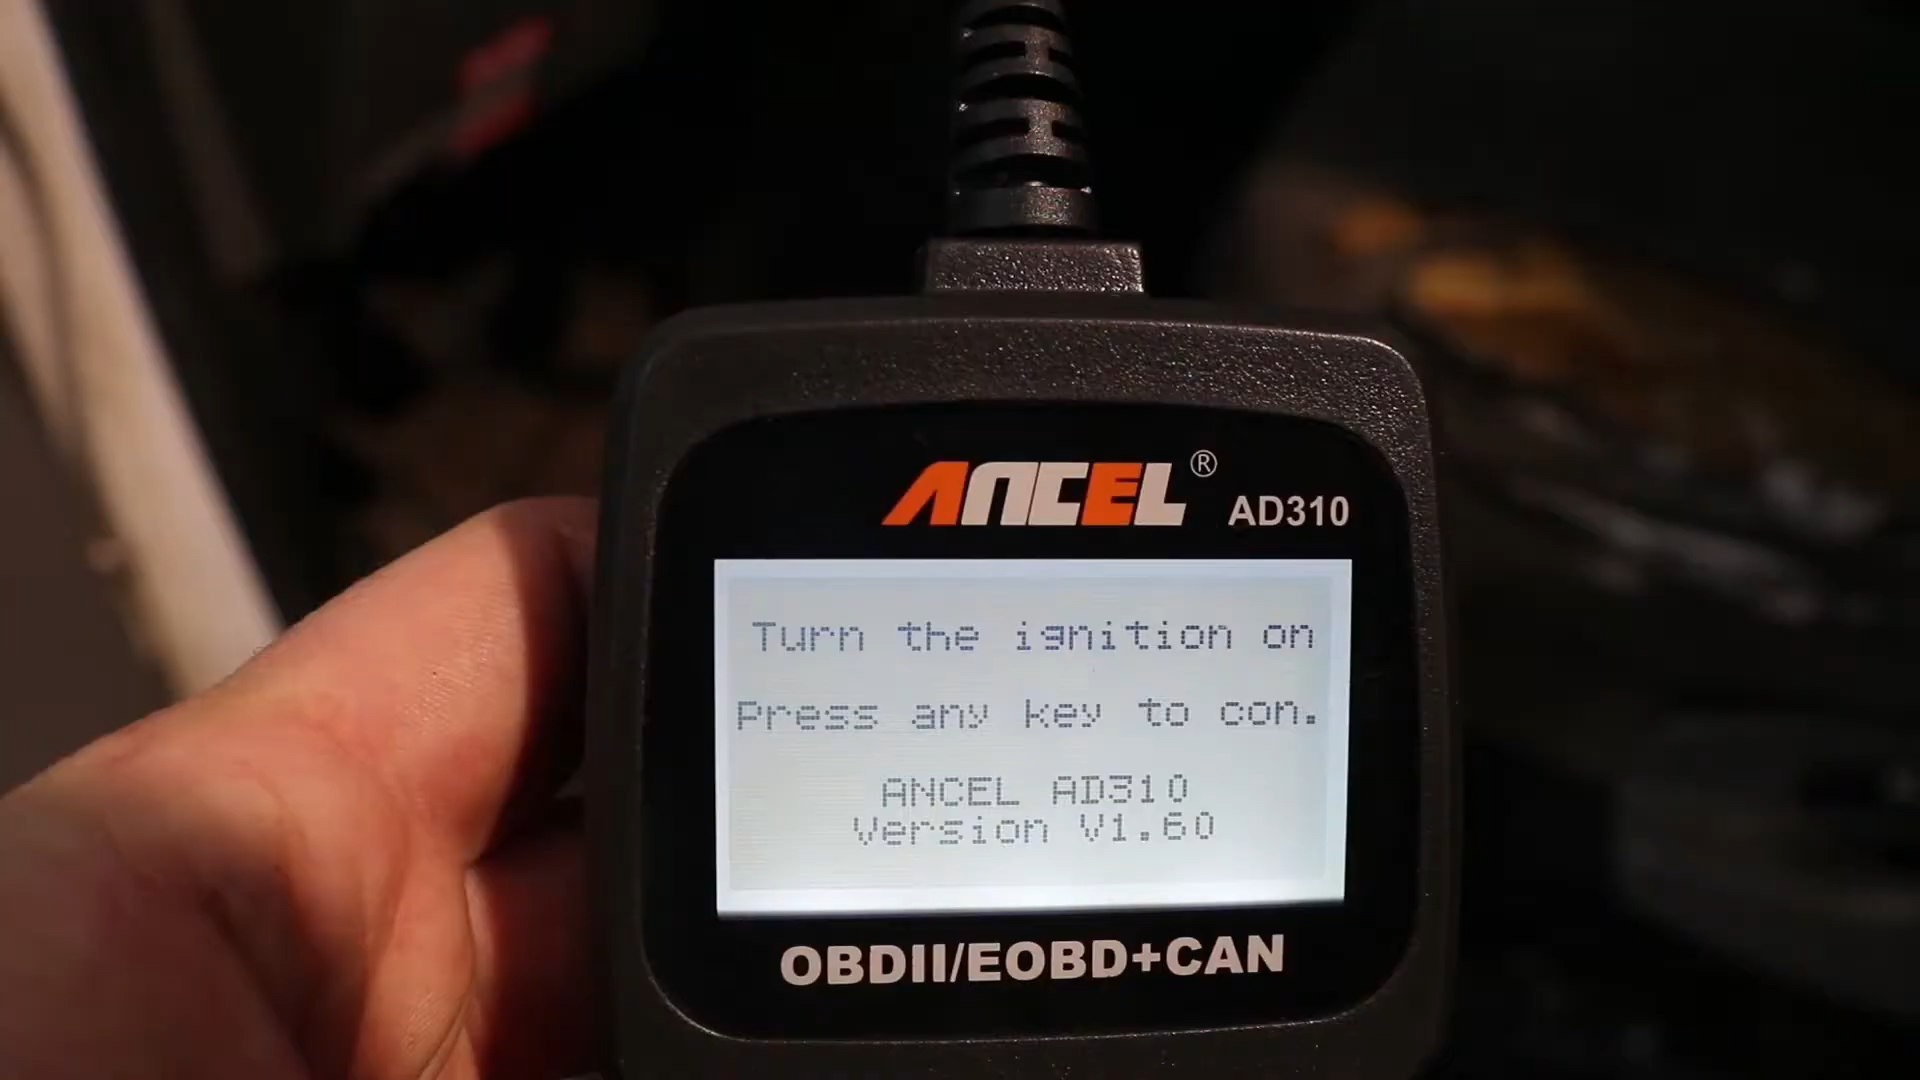 ANCEL® AD310
Turn the ignition on
Press any key to con.
ANCEL AD310
Version V1.60
OBDII/EOBD+CAN